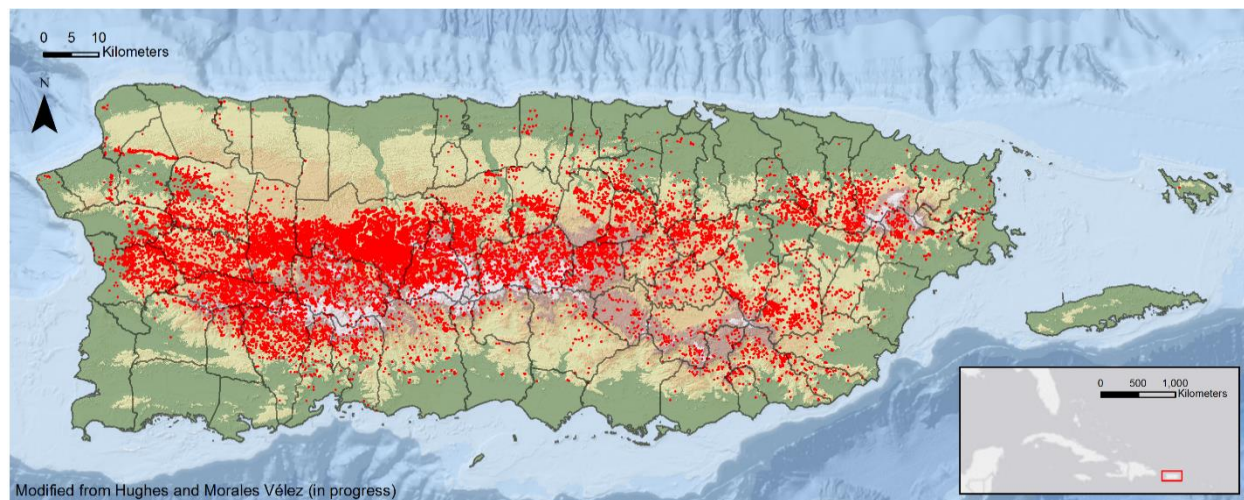 0 5 10
Kilometers
N
0 500 1,000
Kilometers
Modified from Hughes and Morales Vélez (in progress)